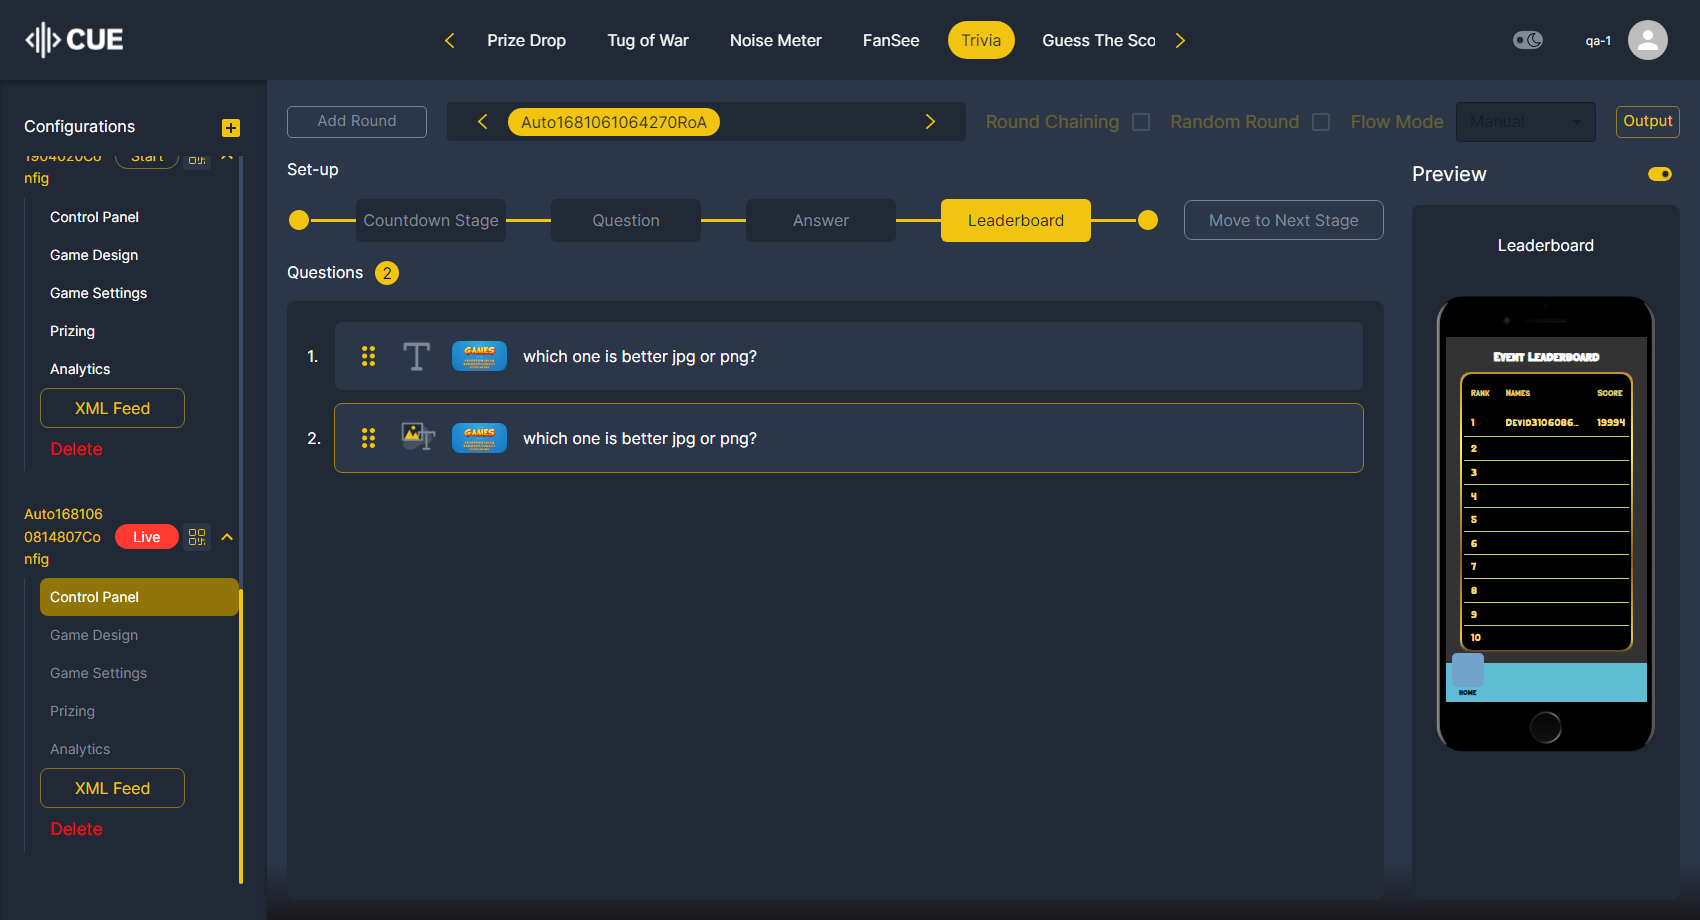 CUE
Prize Drop
Tug of War
Noise Meter
FanSee
Trivia
Guess The Sco
qa-1
Configurations
Start
nfig
Control Panel
Game Design
Game Settings
Prizing
Analytics
XML Feed
Delete
Auto168106
0814807Co
nfig
Live
Control Panel
Game Design
Game Settings
Prizing
Analytics
XML Feed
Delete
Add Round
Auto1681061064270RoA
Round Chaining
Random Round
Flow Mode
Manual
Output
Set-up
Countdown Stage
Question
Answer
Leaderboard
Move to Next Stage
Questions 2
1.
GAMES
which one is better jpg or png?
2.
GAMES
which one is better jpg or png?
Preview
Leaderboard
Event Leaderboard
Rank Names Score
1 Devid3106086... 19994
2
3
4
5
6
7
8
9
10
HOME